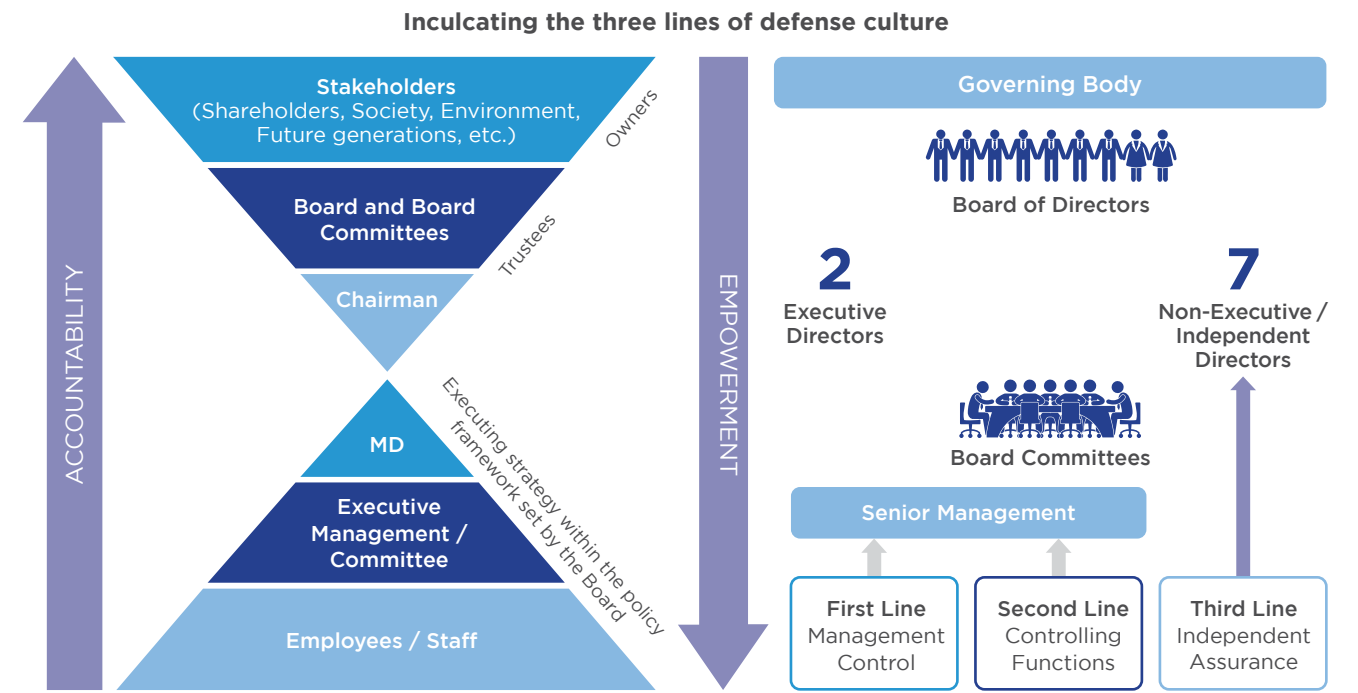 Inculcating the three lines of defense culture
ACCOUNTABILITY
Stakeholders
(Shareholders, Society, Environment,
Future generations, etc.)
Owners
Board and Board
Committees
Trustees
Chairman
MD
Executing strategy within the policy
framework set by the Board
Executive
Management /
Committee
Employees / Staff
EMPOWERMENT
Governing Body
Board of Directors
2
Executive
Directors
7
Non-Executive /
Independent
Directors
Board Committees
Senior Management
First Line
Management
Control
Second Line
Controlling
Functions
Third Line
Independent
Assurance